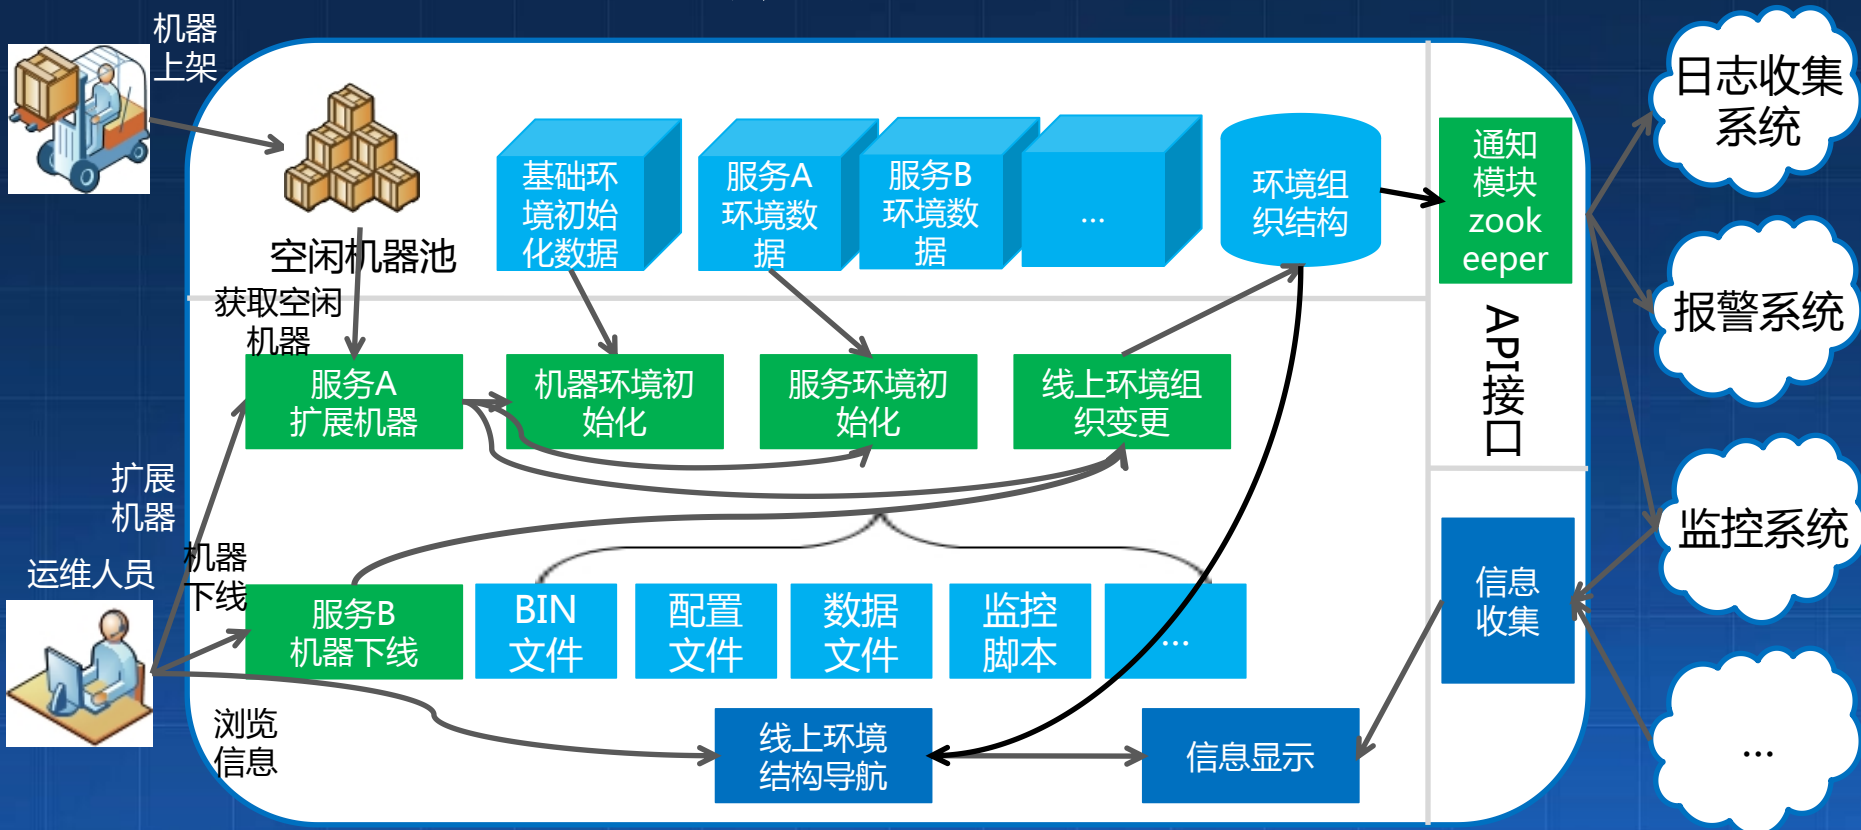 机器
上架
空闲机器池
基础环
境初始
化数据
服务A
环境数
据
服务B
环境数
据
...
环境组
织结构
通知
模块
zook
eeper
日志收集
系统
报警系统
监控系统
...
API接口
获取空闲
机器
服务A
扩展机器
机器环境初
始化
服务环境初
始化
线上环境组
织变更
扩展
机器
运维人员
机器
下线
服务B
机器下线
BIN
文件
配置
文件
数据
文件
监控
脚本
...
信息
收集
浏览
信息
线上环境
结构导航
信息显示